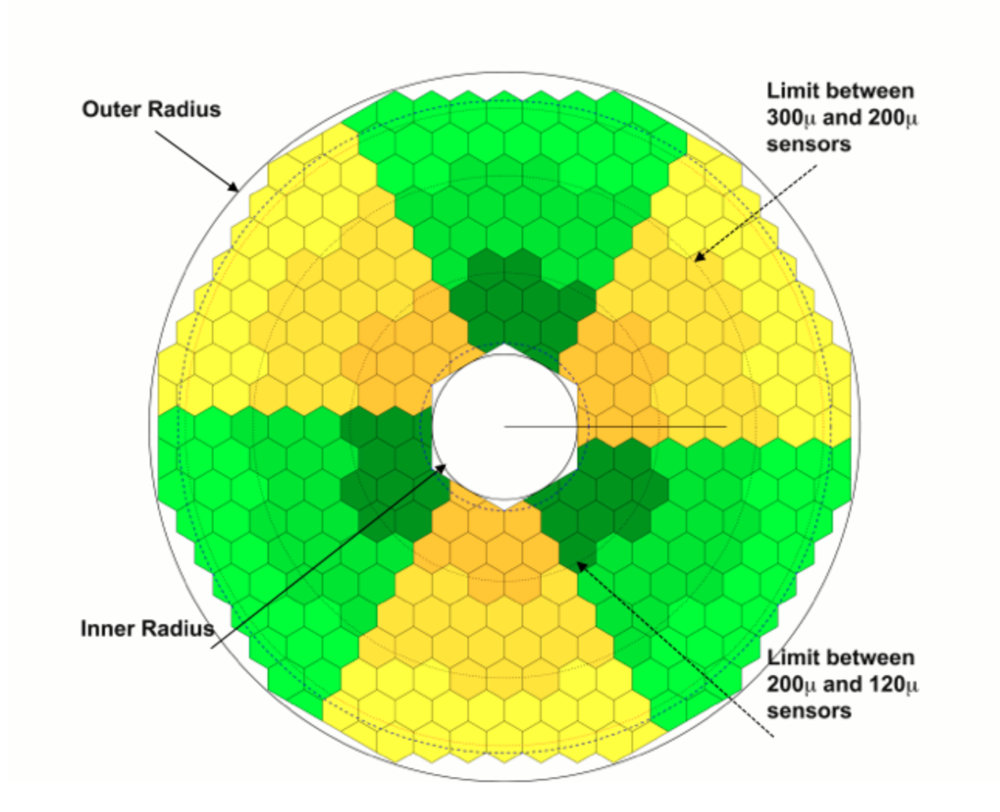 Outer Radius
Limit between
300μ and 200μ
sensors
Inner Radius
Limit between
200μ and 120μ
sensors